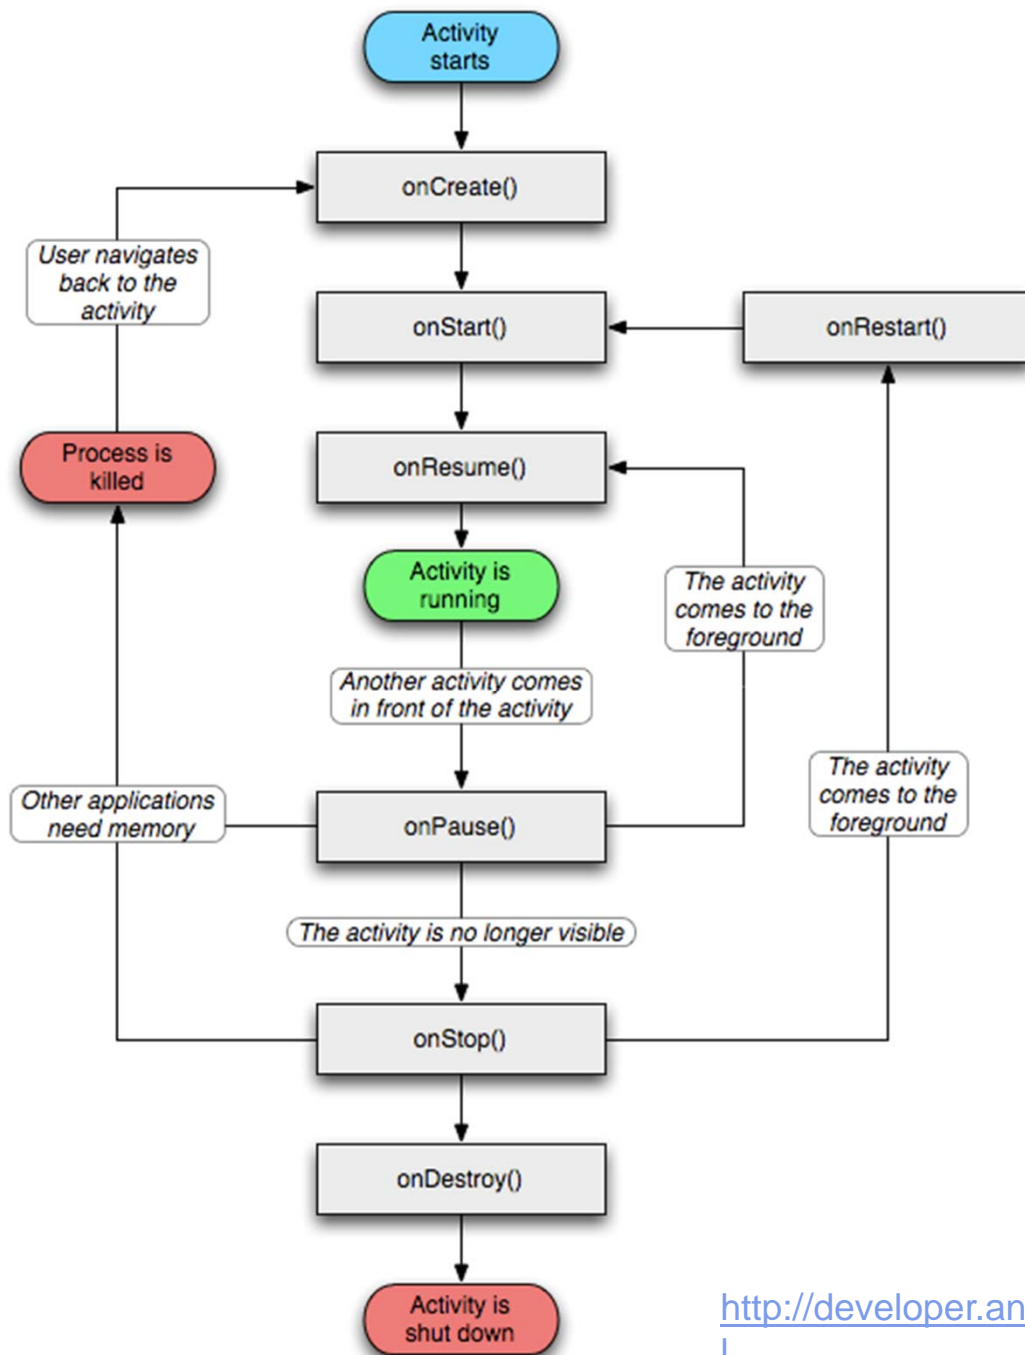 Activity
starts
onCreate()
User navigates
back to the
activity
onStart()
onRestart()
Process is
killed
onResume()
Activity is
running
The activity
comes to the
foreground
Another activity comes
in front of the activity
The activity
comes to the
foreground
Other applications
need memory
onPause()
The activity is no longer visible
onStop()
onDestroy()
Activity is
shut down
http://developer.an